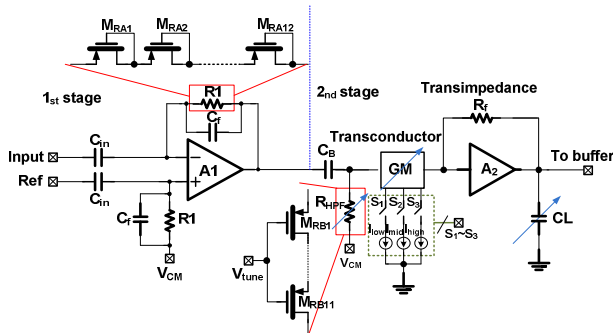 MRA1 MRA2 MRA12
1st stage
R1
Cf
2nd stage
Transimpedance
Rf
Transconductor
Cin
Input
A1
CB
GM
A2
To buffer
Ref
Cin
Cf
R1
VCM
RHPF
S1 S2 S3
Ilow Imid Ihigh
S1~S3
CL
MRB1
Vtune
VCM
MRB11